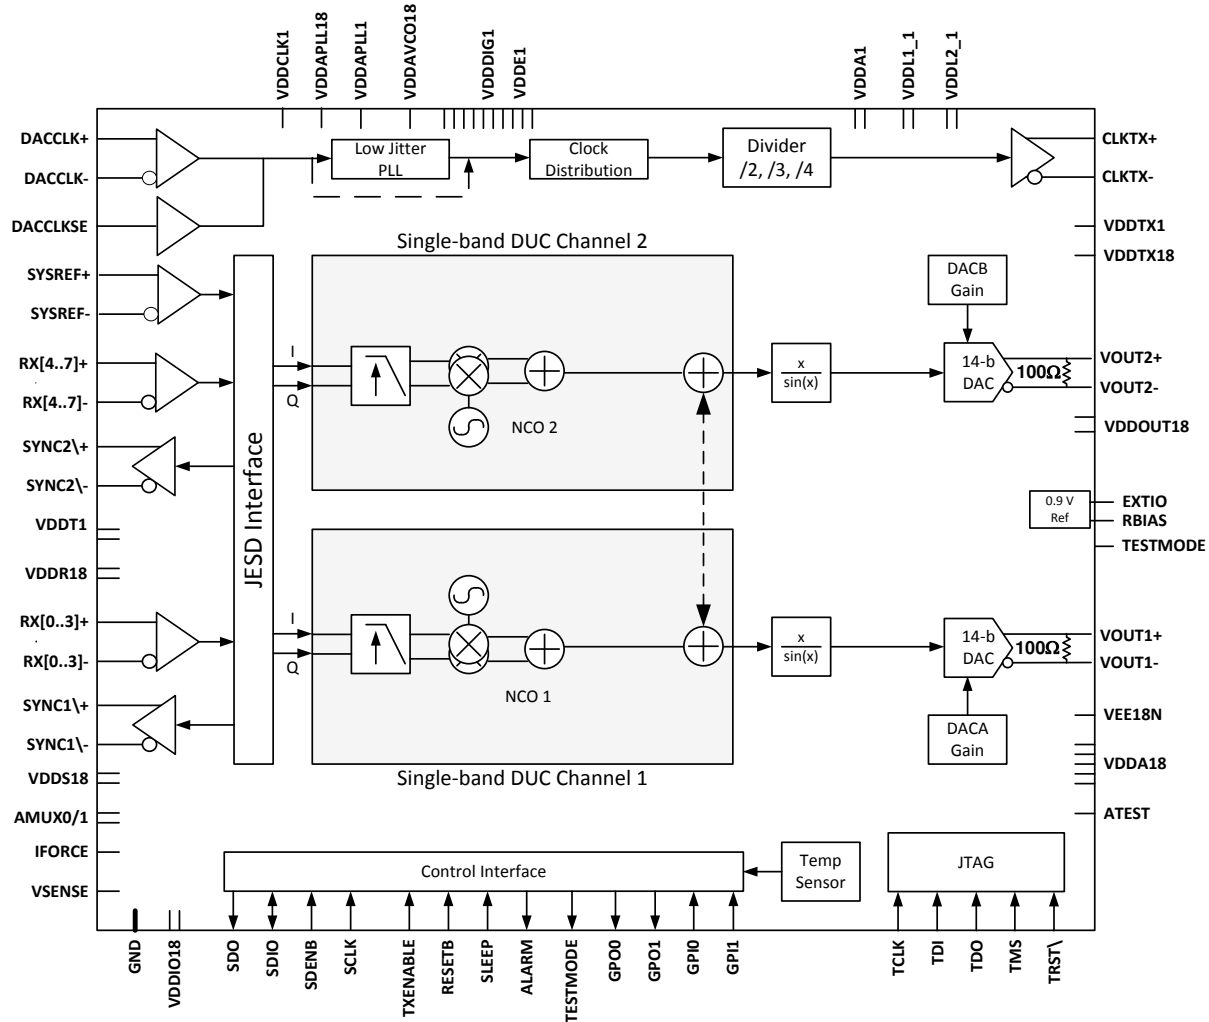 VDDCLK1
VDDAPLL18
VDDAPLL1
VDDAVCO18
VDDDIG1
VDDE1
VDDA1
VDDL1_1
VDDL2_1
DACCLK+
DACCLK-
DACCLKSE
Low Jitter
PLL
Clock
Distribution
Divider
/2, /3, /4
CLKTX+
CLKTX-
VDDTX1
VDDTX18
SYSREF+
SYSREF-
RX[4..7]+
RX[4..7]-
SYNC2\+
SYNC2\-
VDDT1
VDDR18
RX[0..3]+
RX[0..3]-
SYNC1\+
SYNC1\-
VDDS18
AMUX0/1
IFORCE
VSENSE
JESD Interface
Single-band DUC Channel 2
I
Q
NCO 2
x
sin(x)
DACB
Gain
14-b
DAC
100Ω
VOUT2+
VOUT2-
VDDOUT18
0.9 V
Ref
EXTIO
RBIAS
TESTMODE
I
Q
NCO 1
Single-band DUC Channel 1
x
sin(x)
14-b
DAC
100Ω
VOUT1+
VOUT1-
DACA
Gain
VEE18N
VDDA18
ATEST
Control Interface
Temp
Sensor
JTAG
GND
VDDIO18
SDO
SDIO
SDENB
SCLK
TXENABLE
RESETB
SLEEP
ALARM
TESTMODE
GPO0
GPO1
GPI0
GPI1
TCLK
TDI
TDO
TMS
TRST\